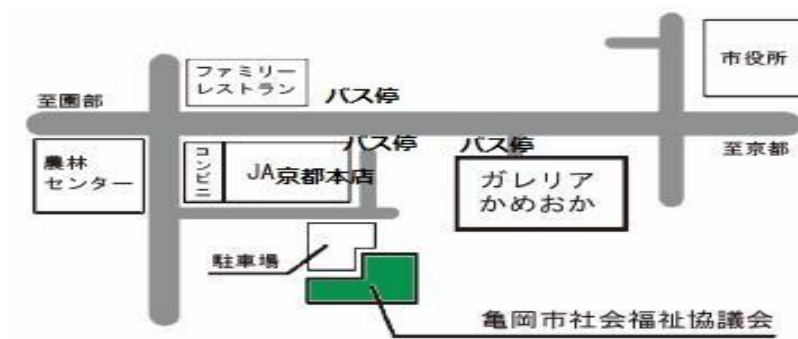 市役所
ファミリー
レストラン
バス停
至園部
バス停
バス停
至京都
農林
センター
コンビニ
JA京都本店
ガレリア
かめおか
駐車場
亀岡市社会福祉協議会